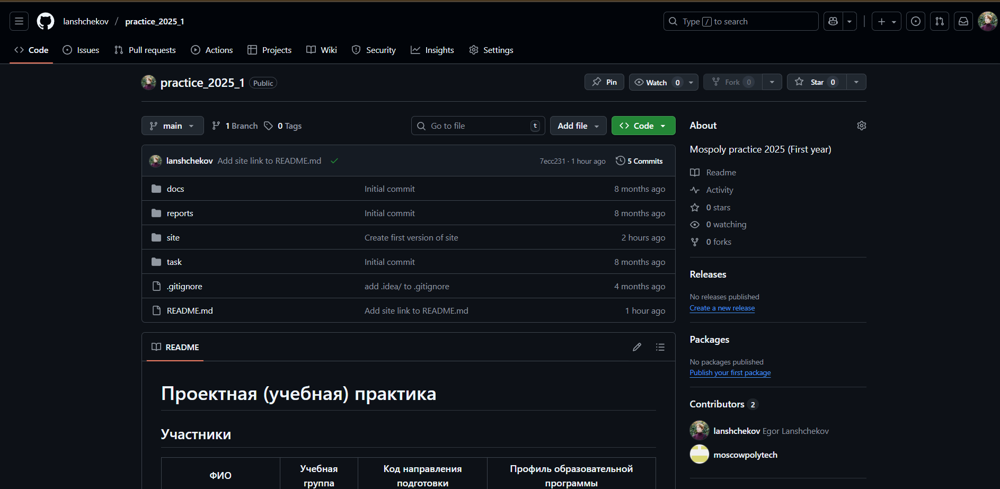 lanshchekov / practice_2025_1
Type / to search
Code Issues Pull requests Actions Projects Wiki Security Insights Settings
practice_2025_1 Public
Pin Watch 0 Fork 0 Star 0
main 1 Branch 0 Tags
Go to file t
Add file Code
lanshchekov Add site link to README.md 7ecc231 · 1 hour ago 5 Commits
docs Initial commit 8 months ago
reports Initial commit 8 months ago
site Create first version of site 2 hours ago
task Initial commit 8 months ago
.gitignore add .idea/ to .gitignore 4 months ago
README.md Add site link to README.md 1 hour ago
README
Проектная (учебная) практика
Участники
ФИО
Учебная
группа
Код направления
подготовки
Профиль образовательной
программы
About
Mospoly practice 2025 (First year)
Readme
Activity
0 stars
0 watching
0 forks
Releases
No releases published
Create a new release
Packages
No packages published
Publish your first package
Contributors 2
lanshchekov Egor Lanshchekov
moscowpolytech